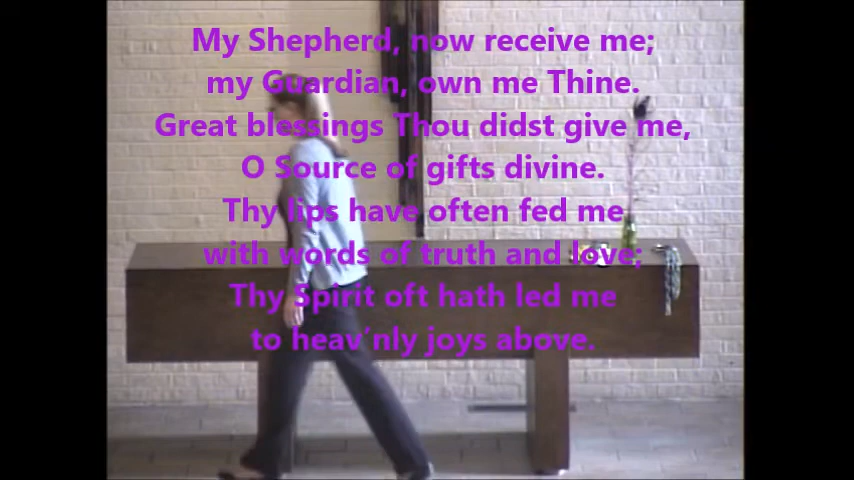 My Shepherd, now receive me;
my Guardian, own me Thine.
Great blessings Thou didst give me,
O Source of gifts divine.
Thy lips have often fed me
with words of truth and love;
Thy Spirit oft hath led me
to heav'nly joys above.